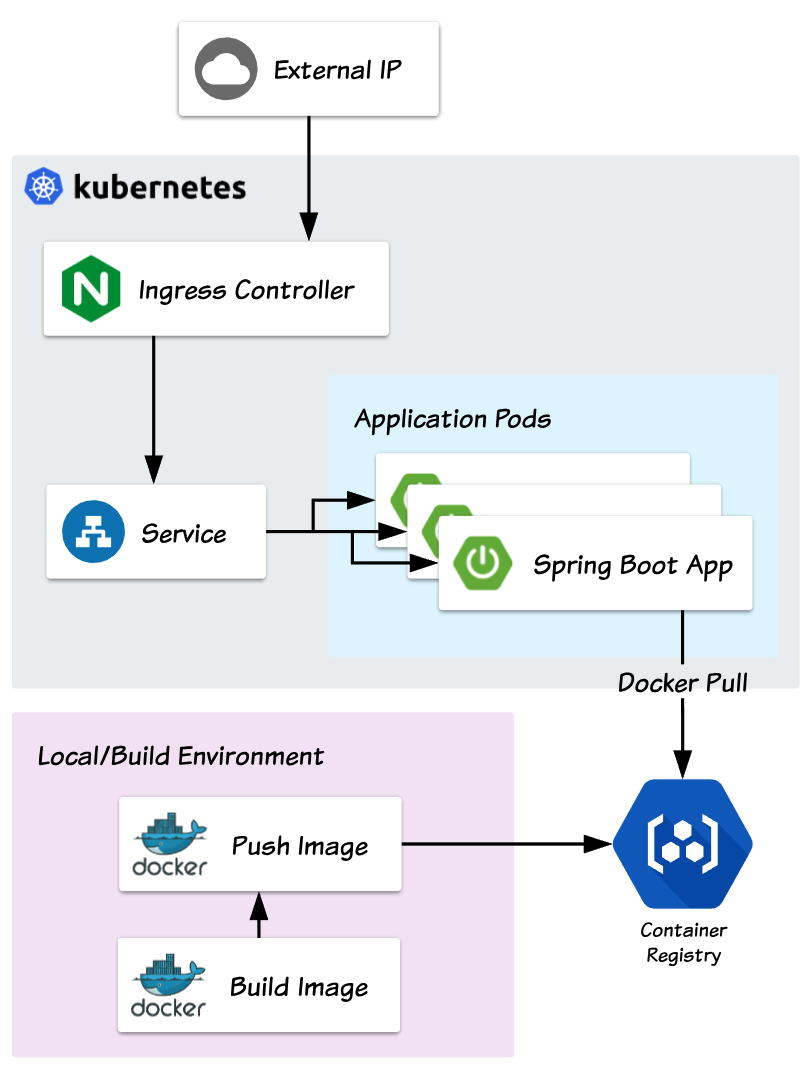 External IP
kubernetes
N
Ingress Controller
Application Pods
Service
Spring Boot App
Docker Pull
Local/Build Environment
docker
Push Image
Container
Registry
docker
Build Image